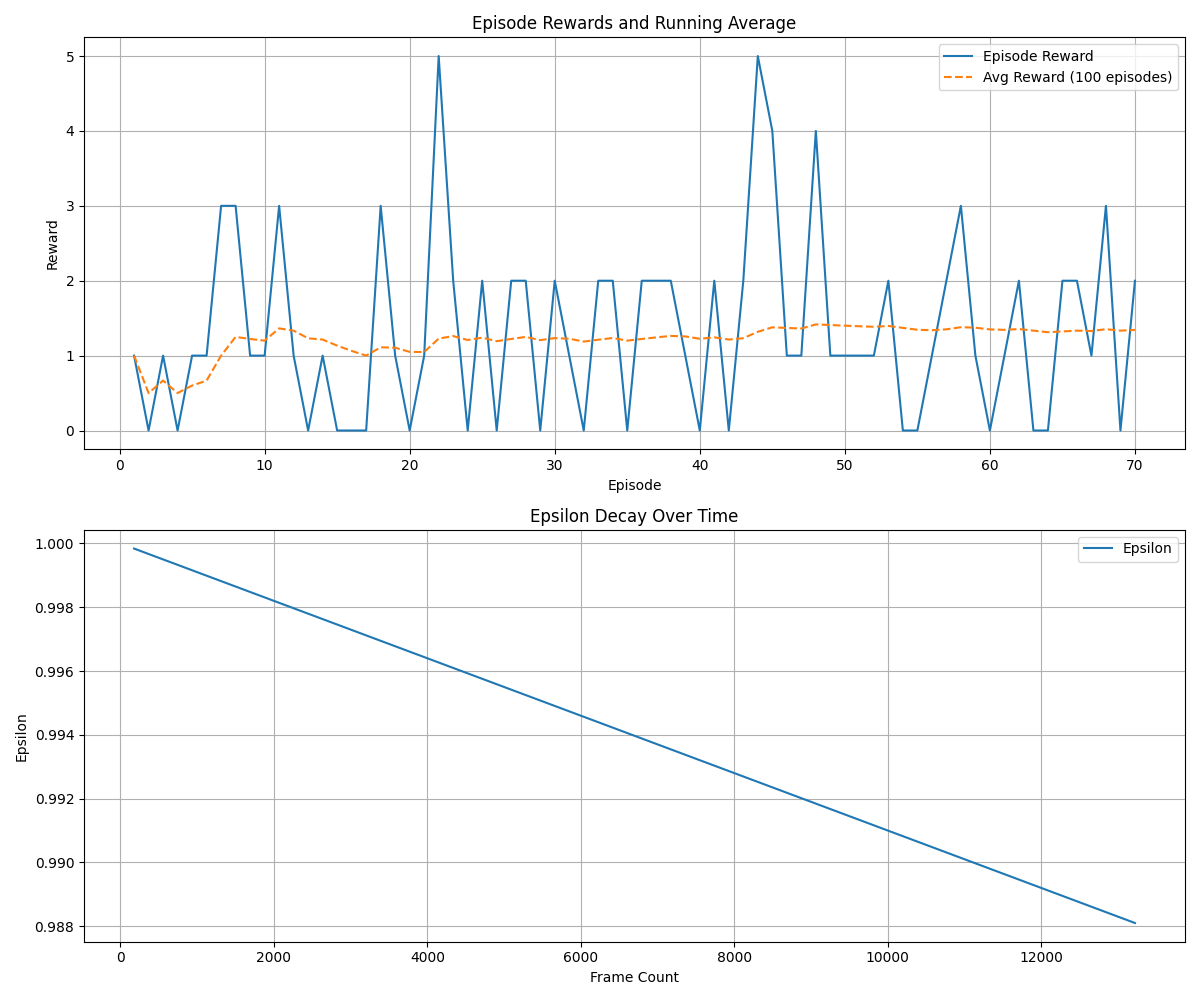 Episode Rewards and Running Average
Episode Reward
Avg Reward (100 episodes)
Reward
5
4
3
2
1
0
0 10 20 30 40 50 60 70
Episode
Epsilon Decay Over Time
Epsilon
Epsilon
1.000
0.998
0.996
0.994
0.992
0.990
0.988
0 2000 4000 6000 8000 10000 12000
Frame Count